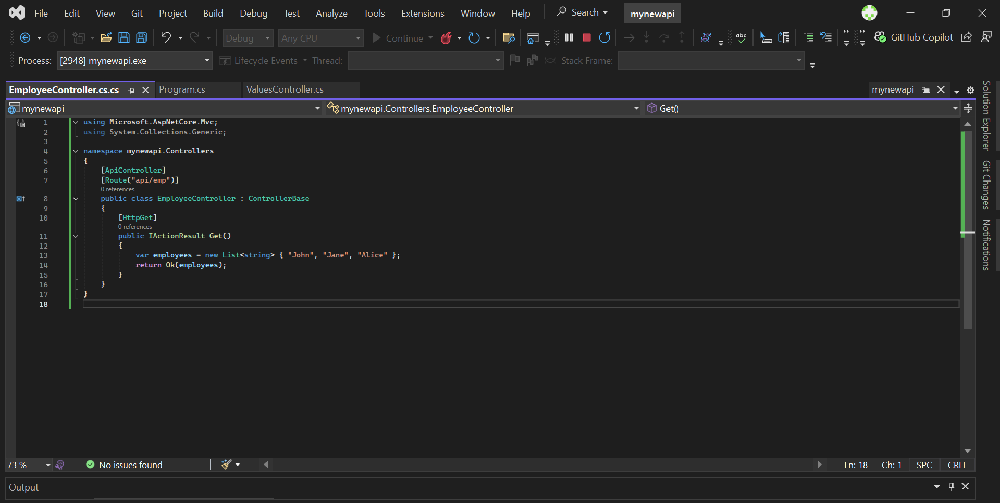 File Edit View Git Project Build Debug Test Analyze Tools Extensions Window Help Search mynewapi
Debug Any CPU Continue abc GitHub Copilot
Process: [2948] mynewapi.exe Lifecycle Events Thread: Stack Frame:
EmployeeController.cs.cs Program.cs ValuesController.cs mynewapi
mynewapi mynewapi.Controllers.EmployeeController Get()
1 using Microsoft.AspNetCore.Mvc;
2 using System.Collections.Generic;
3
4 namespace mynewapi.Controllers
5 {
6 [ApiController]
7 [Route("api/emp")]
0 references
8 public class EmployeeController : ControllerBase
9 {
10 [HttpGet]
0 references
11 public IActionResult Get()
12 {
13 var employees = new List<string> { "John", "Jane", "Alice" };
14 return Ok(employees);
15 }
16 }
17 }
18
73 % No issues found Ln: 18 Ch: 1 SPC CRLF
Output
Solution Explorer
Git Changes
Notifications